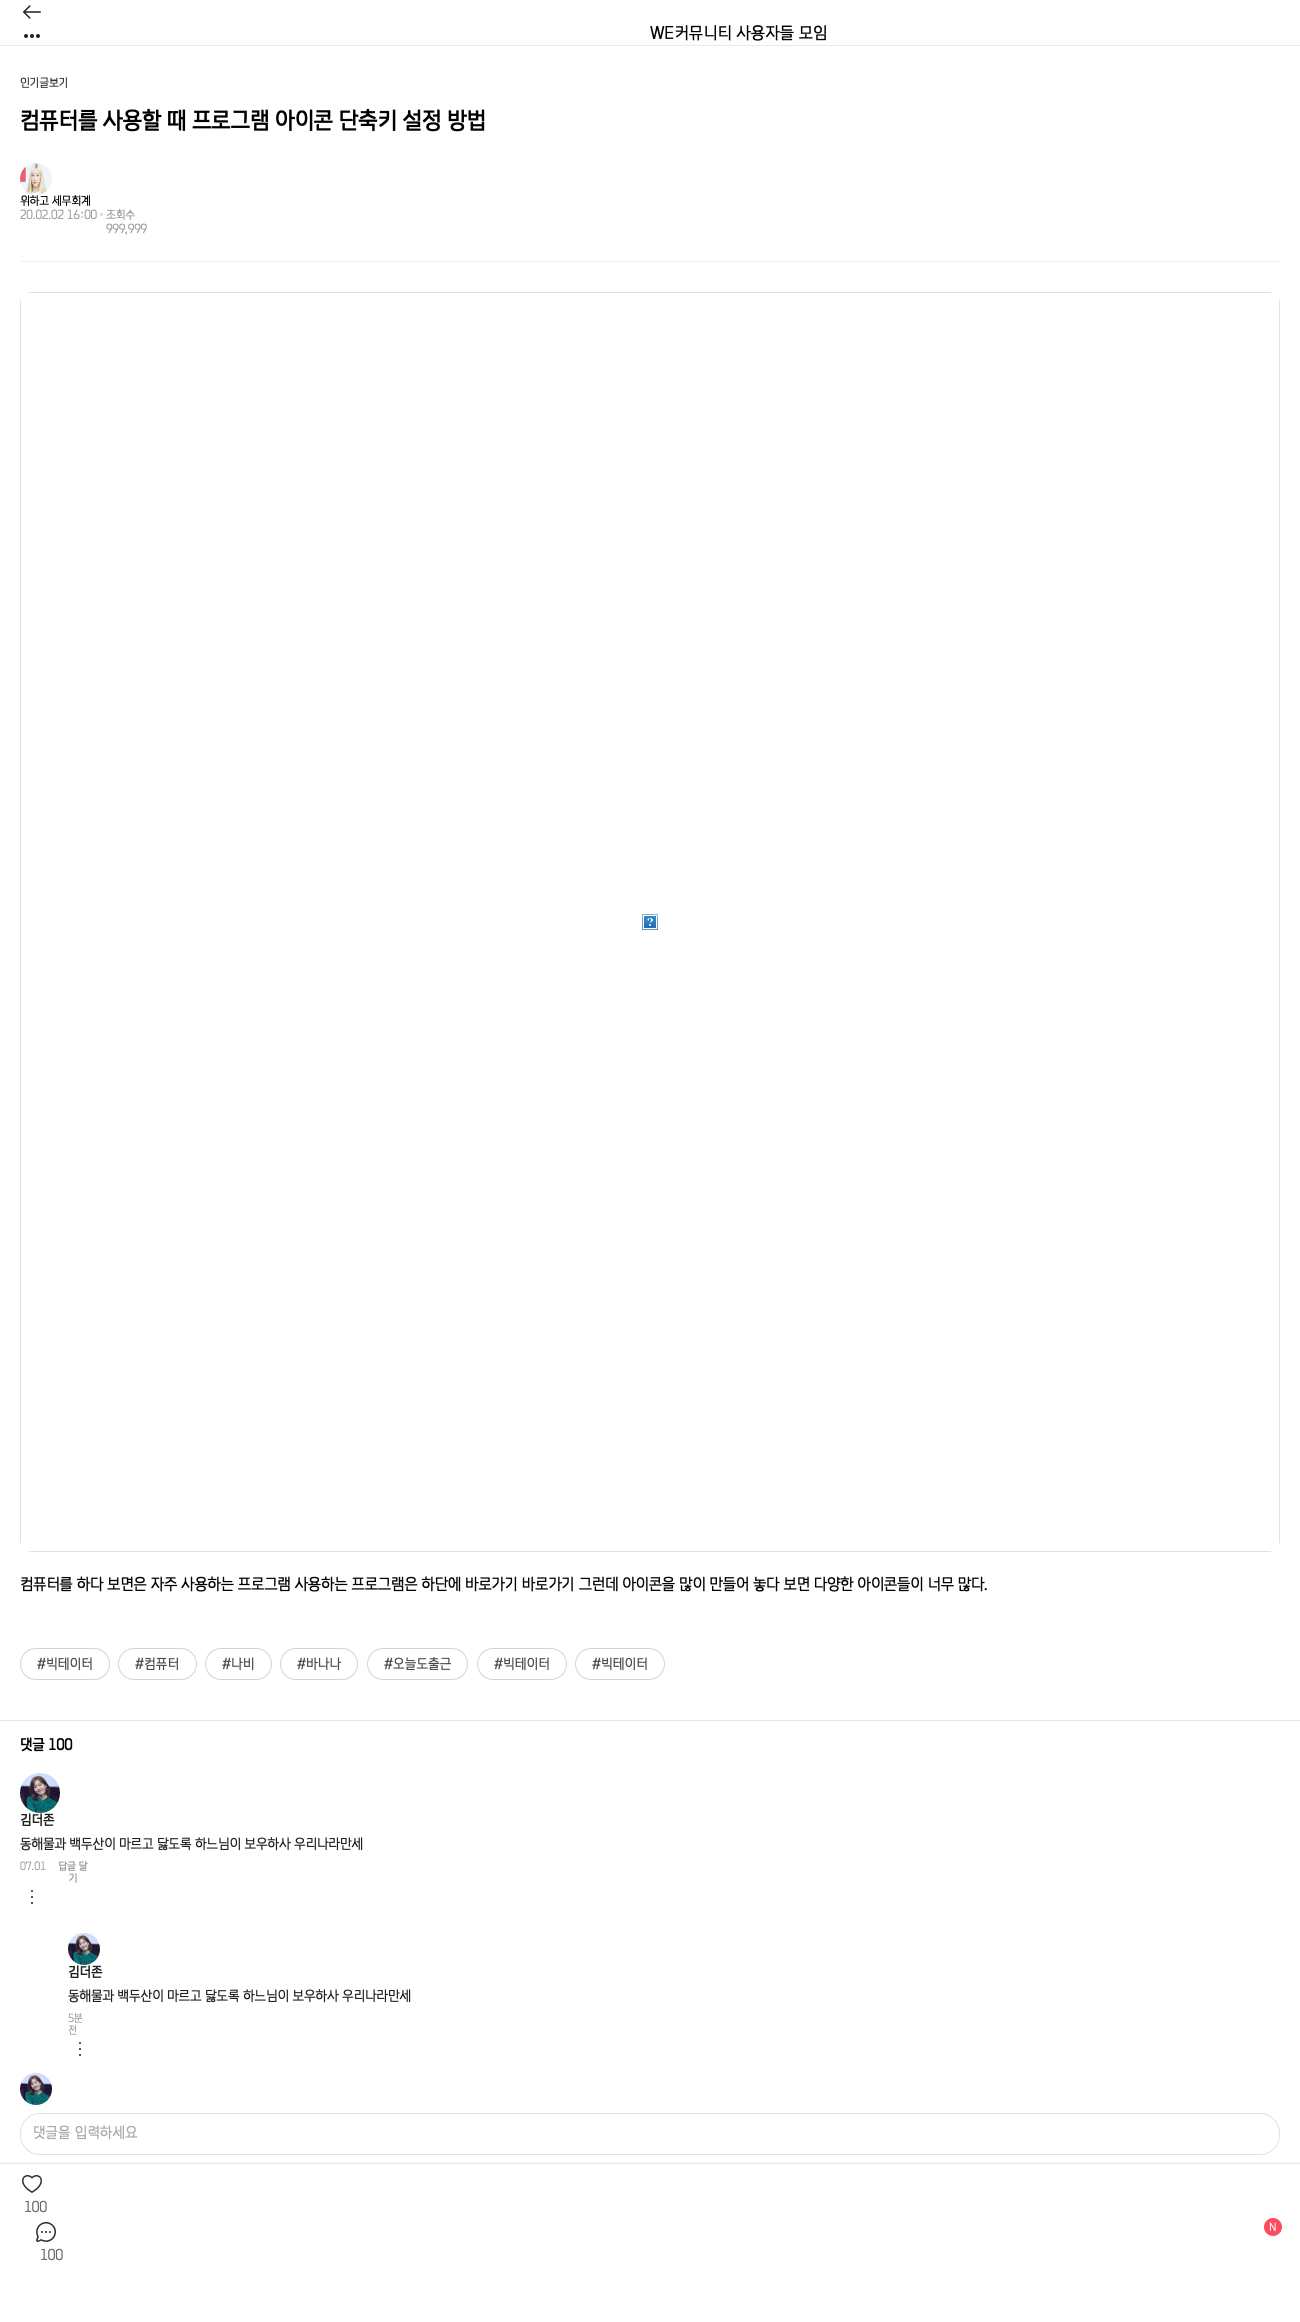 WE커뮤니티 사용자들 모임
인기글보기
컴퓨터를 사용할 때 프로그램 아이콘 단축키 설정 방법
위하고 세무회계
20.02.02 16:00 조회수
999,999
컴퓨터를 하다 보면은 자주 사용하는 프로그램 사용하는 프로그램은 하단에 바로가기 바로가기 그런데 아이콘을 많이 만들어 놓다 보면 다양한 아이콘들이 너무 많다.
#빅테이터 #컴퓨터 #나비 #바나나 #오늘도출근 #빅테이터 #빅테이터
댓글 100
김더존
동해물과 백두산이 마르고 닳도록 하느님이 보우하사 우리나라만세
07.01 답글 달
기
김더존
동해물과 백두산이 마르고 닳도록 하느님이 보우하사 우리나라만세
5분
전
댓글을 입력하세요
100
N
100